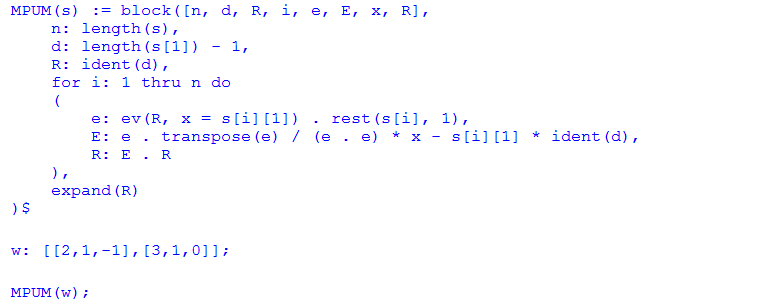 MPUM(s) := block([n, d, R, i, e, E, x, R],
    n: length(s),
    d: length(s[1]) - 1,
    R: ident(d),
    for i: 1 thru n do
    (
        e: ev(R, x = s[i][1]) . rest(s[i], 1),
        E: e . transpose(e) / (e . e) * x - s[i][1] * ident(d),
        R: E . R
    ),
    expand(R)
)$
w: [[2,1,-1],[3,1,0]];
MPUM(w);